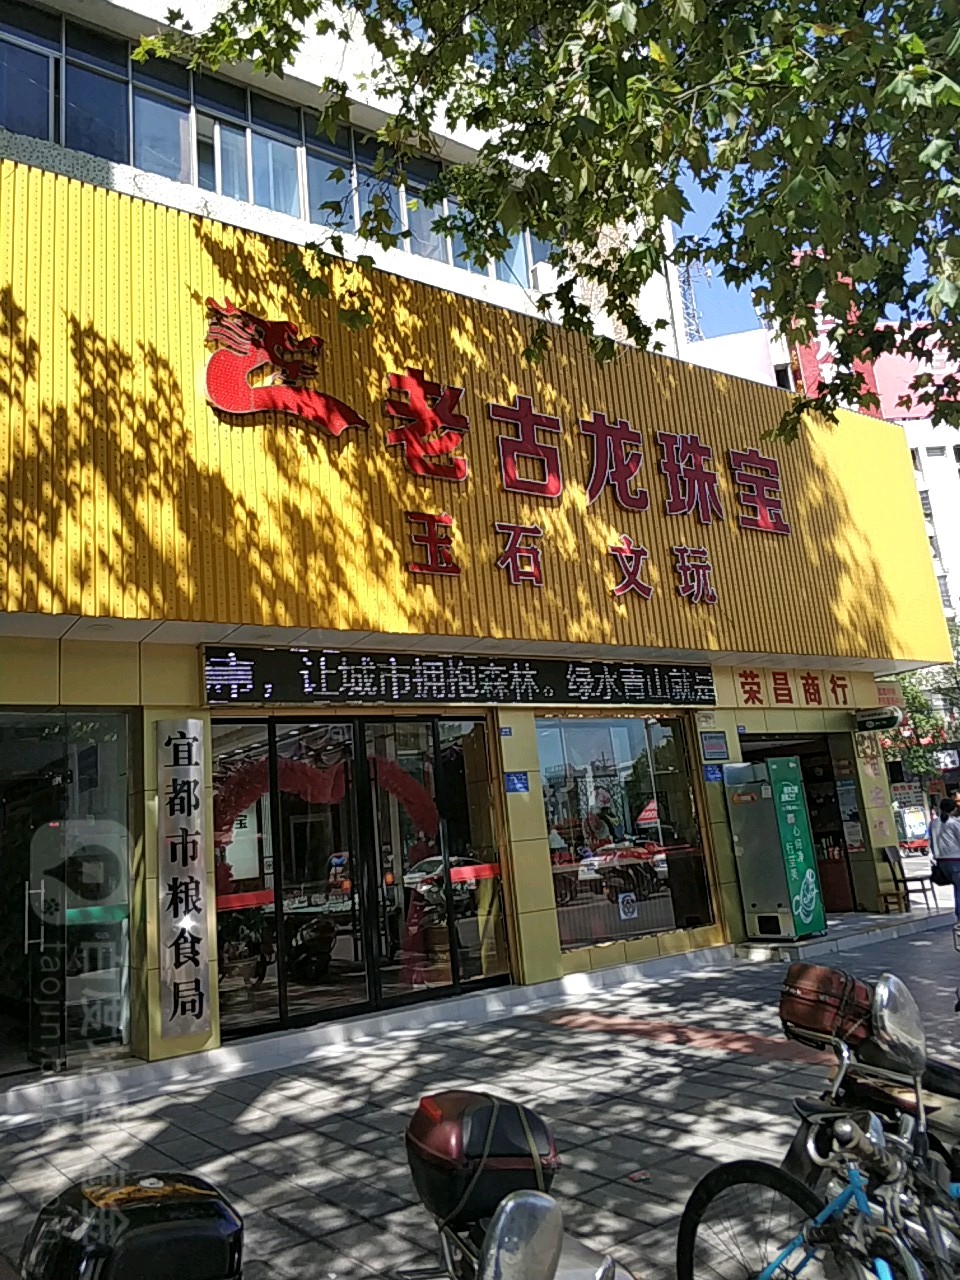 老古龙珠宝
玉石 文玩
市，让城市拥抱森林。绿水青山就是
荣昌商行
宜都市粮食局